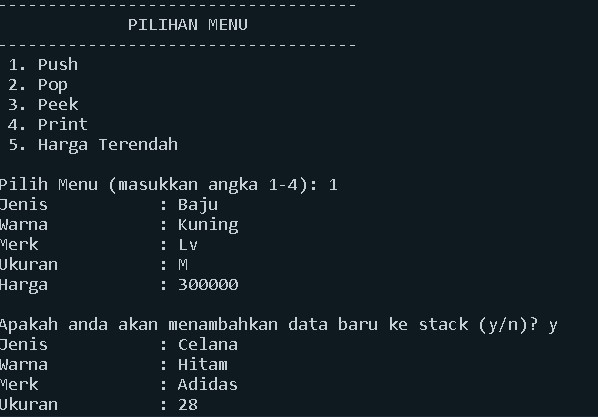 ------------------------------------
PILIHAN MENU
------------------------------------
1. Push
2. Pop
3. Peek
4. Print
5. Harga Terendah
Pilih Menu (masukkan angka 1-4): 1
Jenis : Baju
Warna : Kuning
Merk : Lv
Ukuran : M
Harga : 300000
Apakah anda akan menambahkan data baru ke stack (y/n)? y
Jenis : Celana
Warna : Hitam
Merk : Adidas
Ukuran : 28